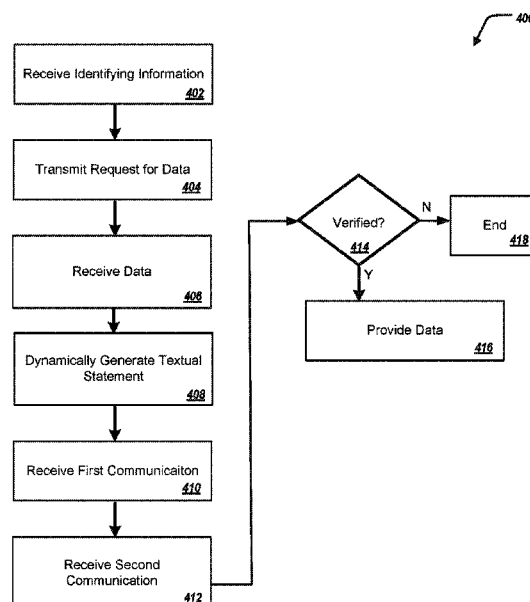 400
Receive Identifying Information
402
Transmit Request for Data
404
Receive Data
406
Dynamically Generate Textual
Statement
408
Receive First Communicaiton
410
Receive Second
Communication
412
Verified?
414
N
Y
End
418
Provide Data
416